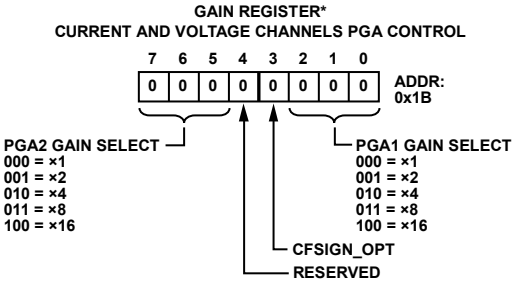 GAIN REGISTER*
CURRENT AND VOLTAGE CHANNELS PGA CONTROL
7 6 5 4 3 2 1 0
0 0 0 0 0 0 0 0
ADDR:
0x1B
PGA2 GAIN SELECT
000 = ×1
001 = ×2
010 = ×4
011 = ×8
100 = ×16
PGA1 GAIN SELECT
000 = ×1
001 = ×2
010 = ×4
011 = ×8
100 = ×16
CFSIGN_OPT
RESERVED